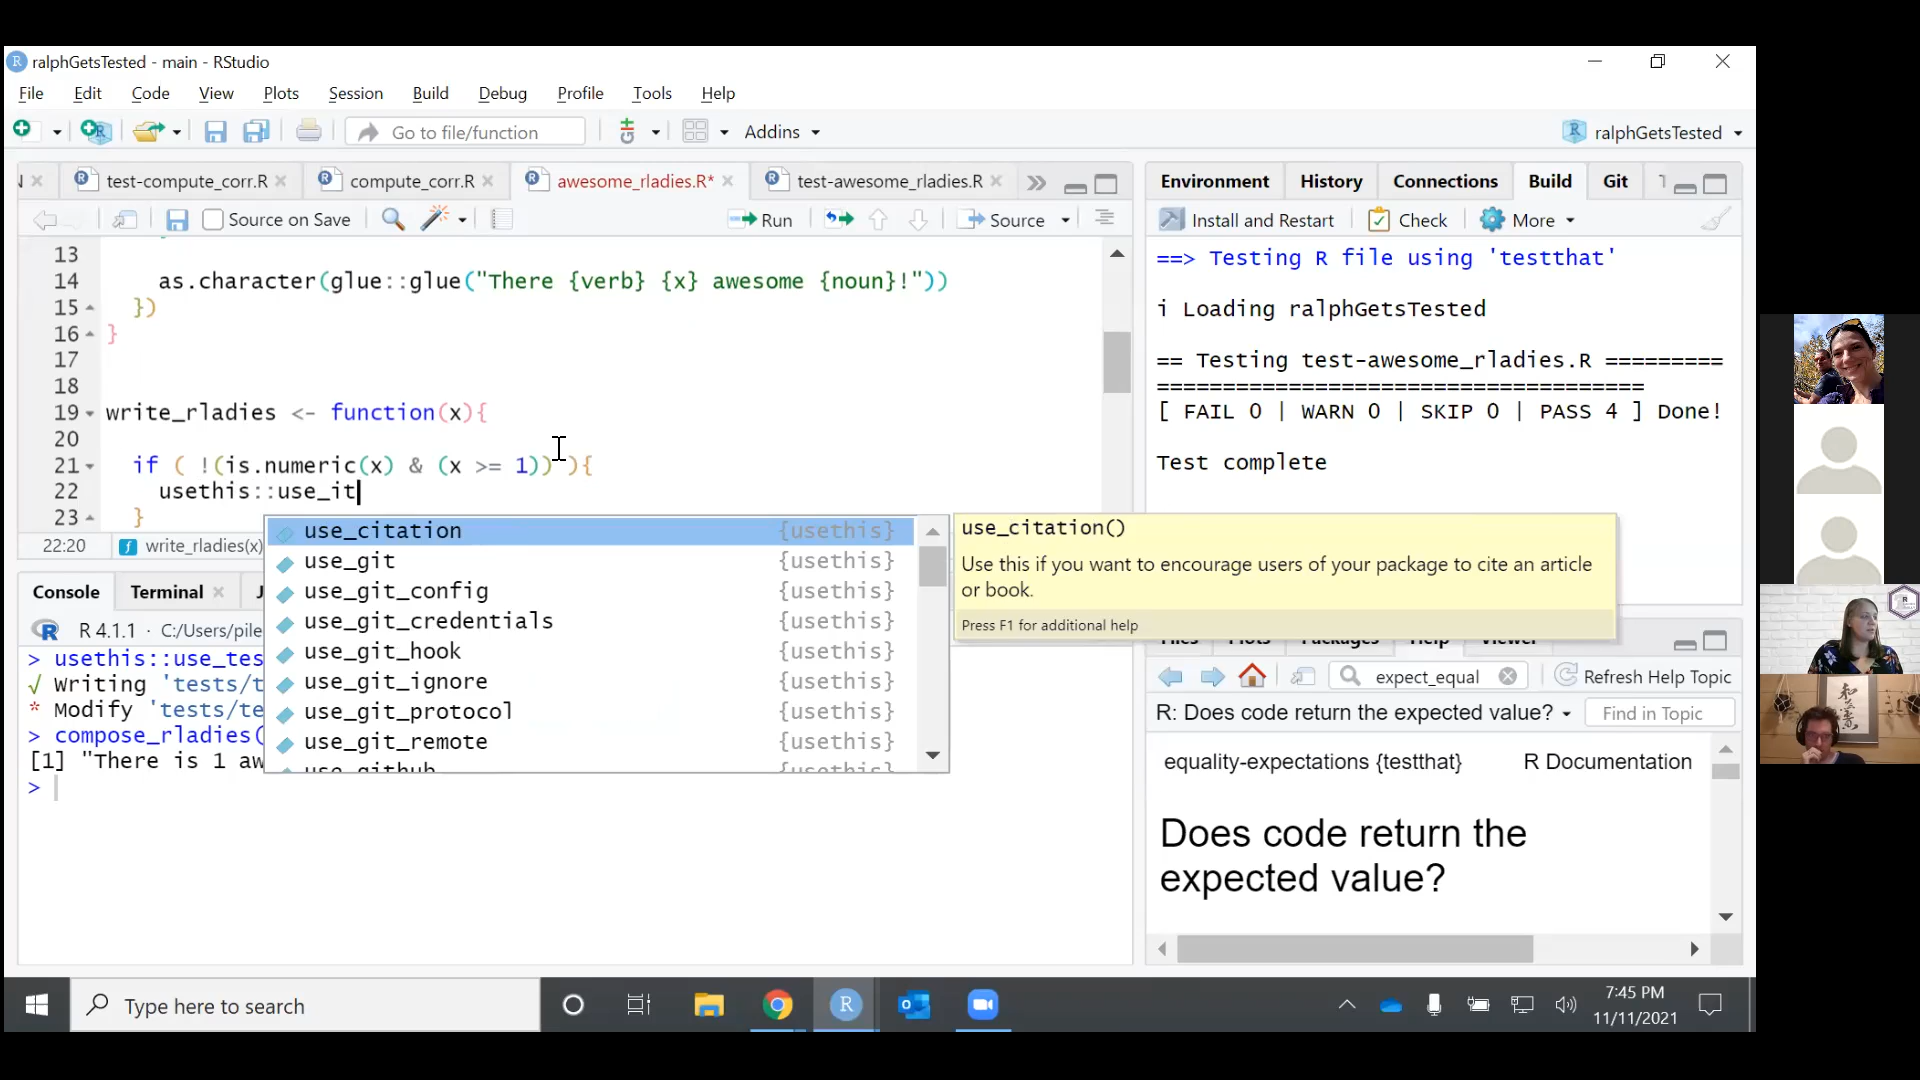 ralphGetsTested - main - RStudio
File Edit Code View Plots Session Build Debug Profile Tools Help
Go to file/function Addins ralphGetsTested
test-compute_corr.R compute_corr.R awesome_rladies.R* test-awesome_rladies.R
Source on Save Run Source
13
14 as.character(glue::glue("There {verb} {x} awesome {noun}!"))
15 })
16 }
17
18
19 write_rladies <- function(x){
20
21 if ( !(is.numeric(x) & (x >= 1)) ){
22 usethis::use_it
23 }
22:20 write_rladies(x)
use_citation {usethis}
use_git {usethis}
use_git_config {usethis}
use_git_credentials {usethis}
use_git_hook {usethis}
use_git_ignore {usethis}
use_git_protocol {usethis}
use_git_remote {usethis}
use_github {usethis}
use_citation()
Use this if you want to encourage users of your package to cite an article
or book.
Press F1 for additional help
Console Terminal J
R 4.1.1 · C:/Users/pile
> usethis::use_tes
√ Writing 'tests/t
* Modify 'tests/te
> compose_rladies(
[1] "There is 1 aw
>
Environment History Connections Build Git
Install and Restart Check More
==> Testing R file using 'testthat'
i Loading ralphGetsTested
== Testing test-awesome_rladies.R =========
=====================================
[ FAIL 0 | WARN 0 | SKIP 0 | PASS 4 ] Done!
Test complete
Files Plots Packages Help Viewer
expect_equal Refresh Help Topic
R: Does code return the expected value? Find in Topic
equality-expectations {testthat} R Documentation
Does code return the
expected value?
Type here to search
7:45 PM
11/11/2021